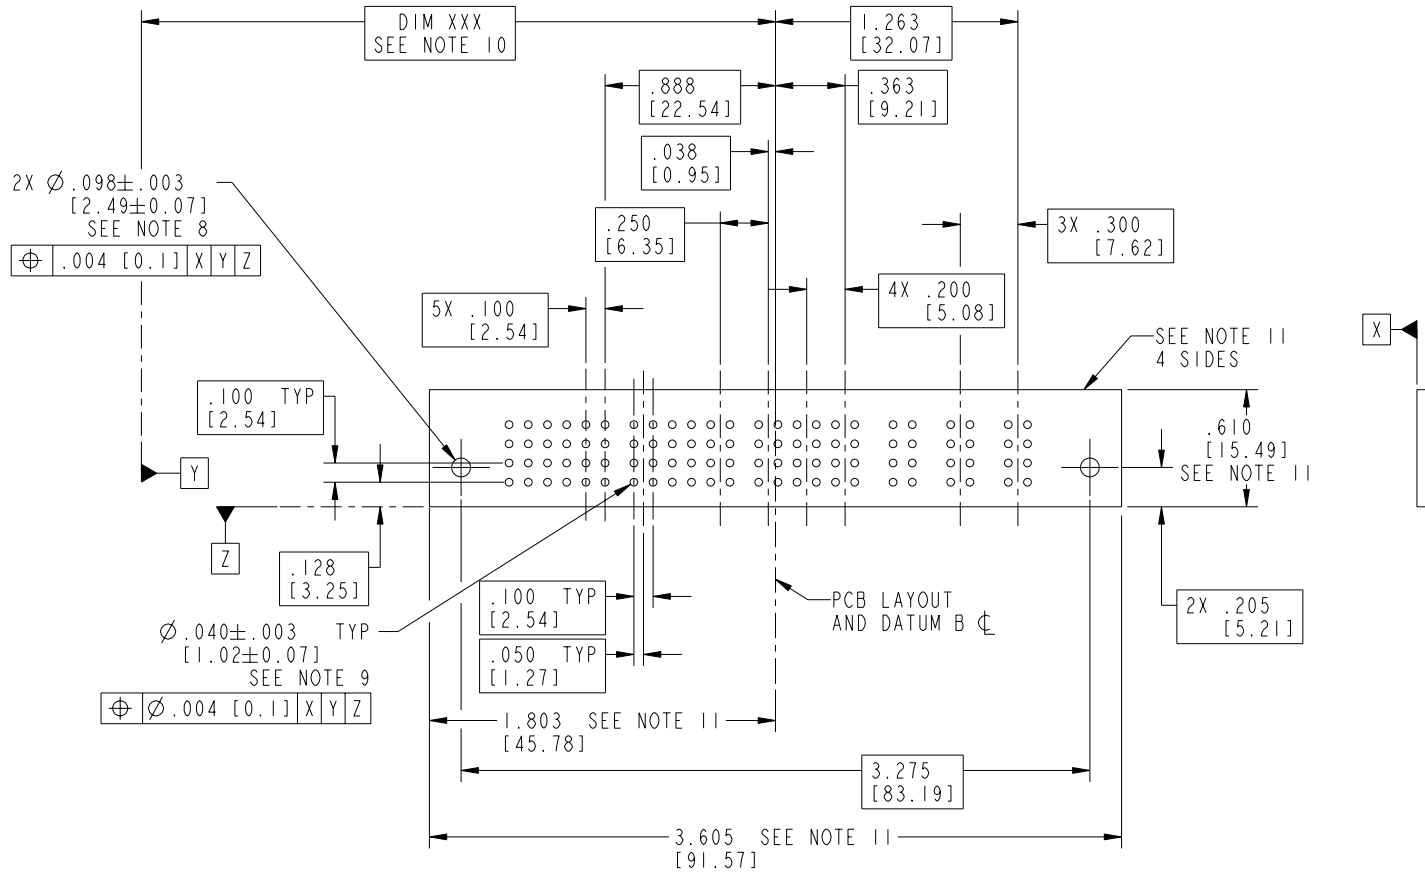 DIM XXX
SEE NOTE 10
1.263
[32.07]
.888
[22.54]
.363
[9.21]
.038
[0.95]
2X Ø .098±.003
[2.49±0.07]
SEE NOTE 8
⌖ .004 [0.1] X Y Z
.250
[6.35]
3X .300
[7.62]
4X .200
[5.08]
5X .100
[2.54]
X
SEE NOTE 11
4 SIDES
.100 TYP
[2.54]
.610
[15.49]
SEE NOTE 11
Y
Z
.128
[3.25]
.100 TYP
[2.54]
PCB LAYOUT
AND DATUM B ℄
2X .205
[5.21]
Ø .040±.003 TYP
[1.02±0.07]
SEE NOTE 9
⌖ Ø.004 [0.1] X Y Z
.050 TYP
[1.27]
1.803 SEE NOTE 11
[45.78]
3.275
[83.19]
3.605 SEE NOTE 11
[91.57]